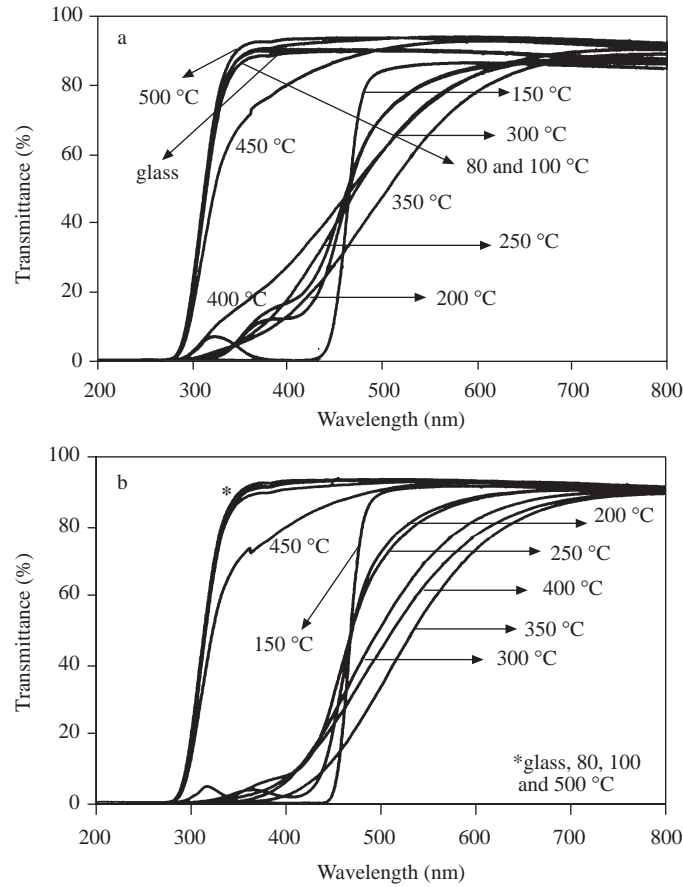 100
a
80
500 °C
150 °C
450 °C
300 °C
glass
80 and 100 °C
60
350 °C
40
250 °C
400 °C
200 °C
20
0
Transmittance (%)
200 300 400 500 600 700 800
Wavelength (nm)
100
b
*
80
450 °C
200 °C
250 °C
60
400 °C
150 °C
350 °C
300 °C
40
20
*glass, 80, 100
and 500 °C
0
Transmittance (%)
200 300 400 500 600 700 800
Wavelength (nm)